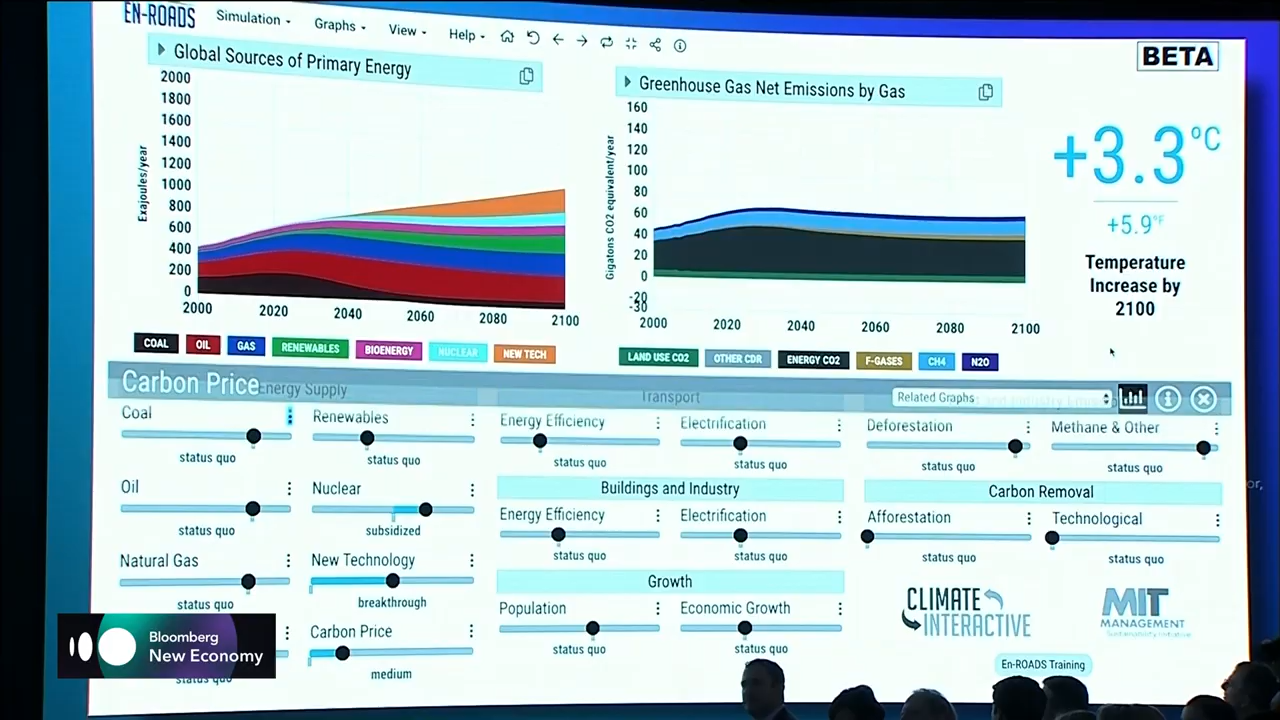 EN-ROADS
Simulation
Graphs
View
Help
BETA
Global Sources of Primary Energy
2000
1800
1600
1400
1200
1000
800
600
400
200
0
Exajoules/year
2000 2020 2040 2060 2080 2100
COAL OIL GAS RENEWABLES BIOENERGY NUCLEAR NEW TECH
Greenhouse Gas Net Emissions by Gas
160
140
120
100
80
60
40
20
0
-20
-30
Gigatons CO2 equivalent/year
2000 2020 2040 2060 2080 2100
LAND USE CO2 OTHER CDR ENERGY CO2 F-GASES CH4 N2O
+3.3°C
+5.9°F
Temperature
Increase by
2100
Carbon Price
Energy Supply
Transport
Related Graphs
Coal
status quo
Renewables
status quo
Oil
status quo
Nuclear
subsidized
Natural Gas
status quo
New Technology
breakthrough
Carbon Price
medium
status quo
Energy Efficiency
status quo
Electrification
status quo
Buildings and Industry
Energy Efficiency
status quo
Electrification
status quo
Growth
Population
status quo
Economic Growth
status quo
Deforestation
status quo
Methane & Other
status quo
Carbon Removal
Afforestation
status quo
Technological
status quo
CLIMATE
INTERACTIVE
MIT
MANAGEMENT
Sustainability Initiative
En-ROADS Training
Bloomberg
New Economy
or,